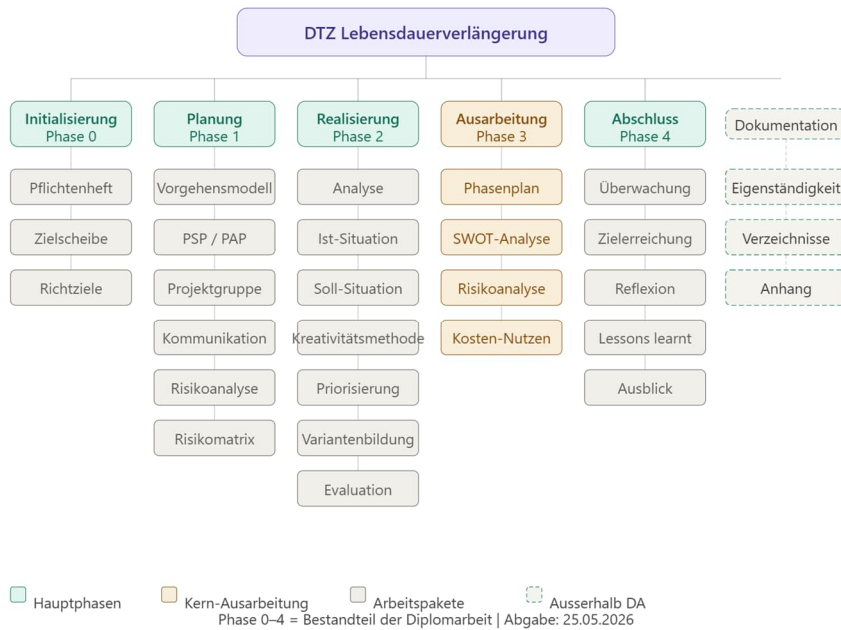 DTZ Lebensdauerverlängerung
Initialisierung
Phase 0
Planung
Phase 1
Realisierung
Phase 2
Ausarbeitung
Phase 3
Abschluss
Phase 4
Dokumentation
Pflichtenheft
Vorgehensmodell
Analyse
Phasenplan
Überwachung
Eigenständigkeit
Zielscheibe
PSP / PAP
Ist-Situation
SWOT-Analyse
Zielerreichung
Verzeichnisse
Richtziele
Projektgruppe
Soll-Situation
Risikoanalyse
Reflexion
Anhang
Kommunikation
Kreativitätsmethode
Kosten-Nutzen
Lessons learnt
Risikoanalyse
Priorisierung
Ausblick
Risikomatrix
Variantenbildung
Evaluation
Hauptphasen
Kern-Ausarbeitung
Arbeitspakete
Ausserhalb DA
Phase 0–4 = Bestandteil der Diplomarbeit | Abgabe: 25.05.2026